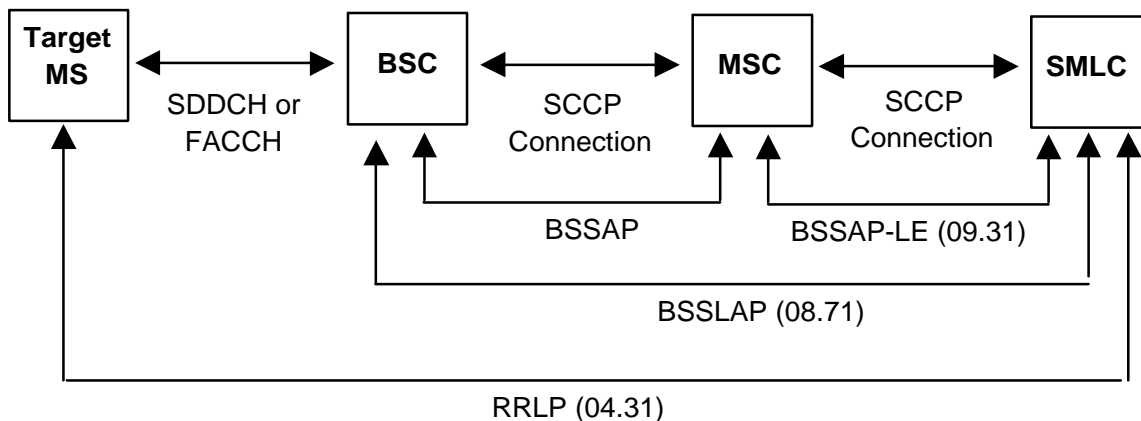 Target
MS
BSC
MSC
SMLC
SDDCH or
FACCH
SCCP
Connection
SCCP
Connection
BSSAP
BSSAP-LE (09.31)
BSSLAP (08.71)
RRLP (04.31)